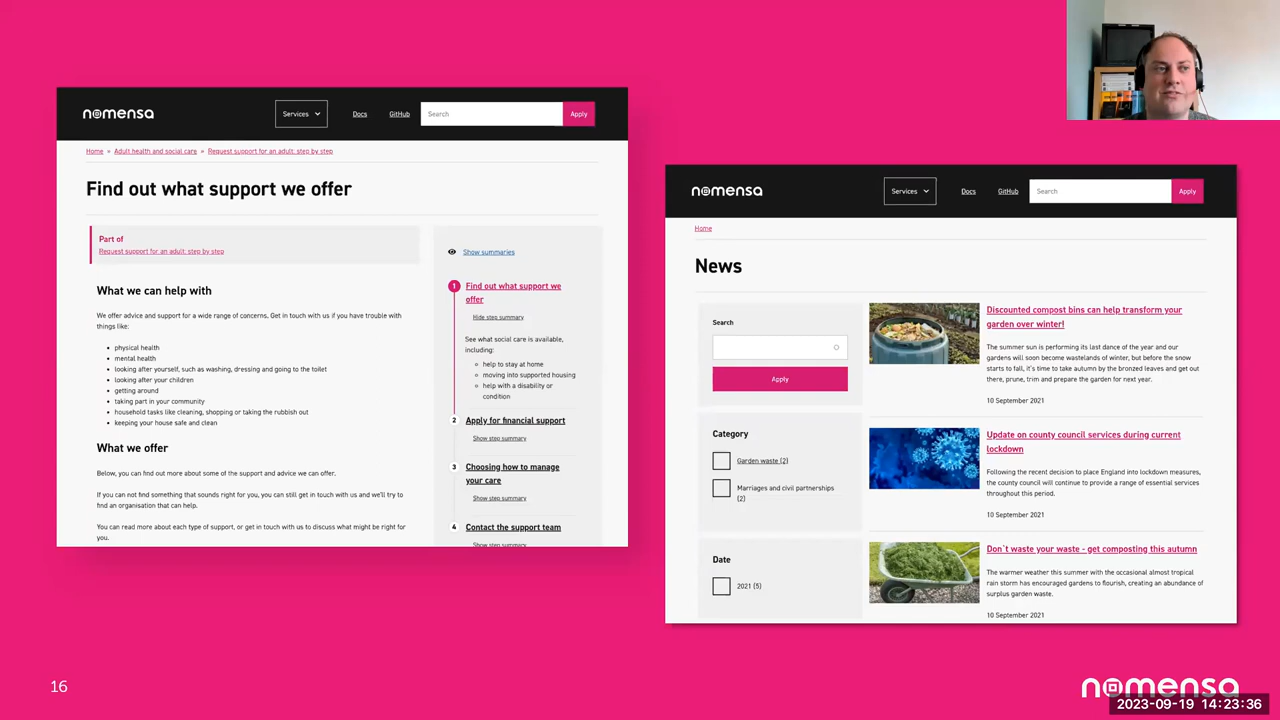 nomensa
Services
Docs
GitHub
Search
Apply
Home » Adult health and social care » Request support for an adult: step by step
Find out what support we offer
Part of
Request support for an adult: step by step
What we can help with
We offer advice and support for a wide range of concerns. Get in touch with us if you have trouble with
things like:
physical health
mental health
looking after yourself, such as washing, dressing and going to the toilet
looking after your children
getting around
taking part in your community
household tasks like cleaning, shopping or taking the rubbish out
keeping your house safe and clean
What we offer
Below, you can find out more about some of the support and advice we can offer.
If you can not find something that sounds right for you, you can still get in touch with us and we'll try to
find an organisation that can help.
You can read more about each type of support, or get in touch with us to discuss what might be right for
you.
Show summaries
1 Find out what support we
offer
Hide step summary
See what social care is available,
including:
help to stay at home
moving into supported housing
help with a disability or
condition
2 Apply for financial support
Show step summary
3 Choosing how to manage
your care
Show step summary
4 Contact the support team
Show step summary
nomensa
Services
Docs
GitHub
Search
Apply
Home
News
Search
Apply
Category
Garden waste (2)
Marriages and civil partnerships
(2)
Date
2021 (5)
Discounted compost bins can help transform your
garden over winter!
The summer sun is performing its last dance of the year and our
gardens will soon become wastelands of winter, but before the snow
starts to fall, it's time to take autumn by the bronzed leaves and get out
there, prune, trim and prepare the garden for next year.
10 September 2021
Update on county council services during current
lockdown
Following the recent decision to place England into lockdown measures,
the county council will continue to provide a range of essential services
throughout this period.
10 September 2021
Don´t waste your waste - get composting this autumn
The warmer weather this summer with the occasional almost tropical
rain storm has encouraged gardens to flourish, creating an abundance of
surplus garden waste.
10 September 2021
16
nomensa
2023-09-19 14:23:36